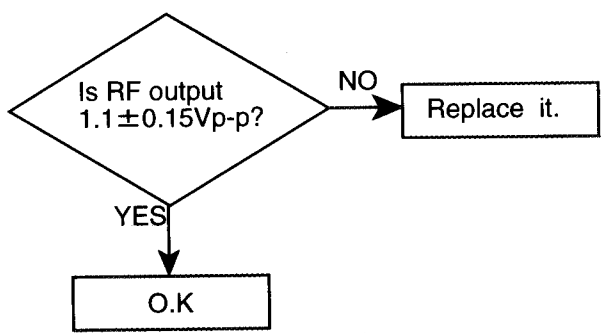 Is RF output
1.1±0.15Vp-p?
NO
Replace it.
YES
O.K